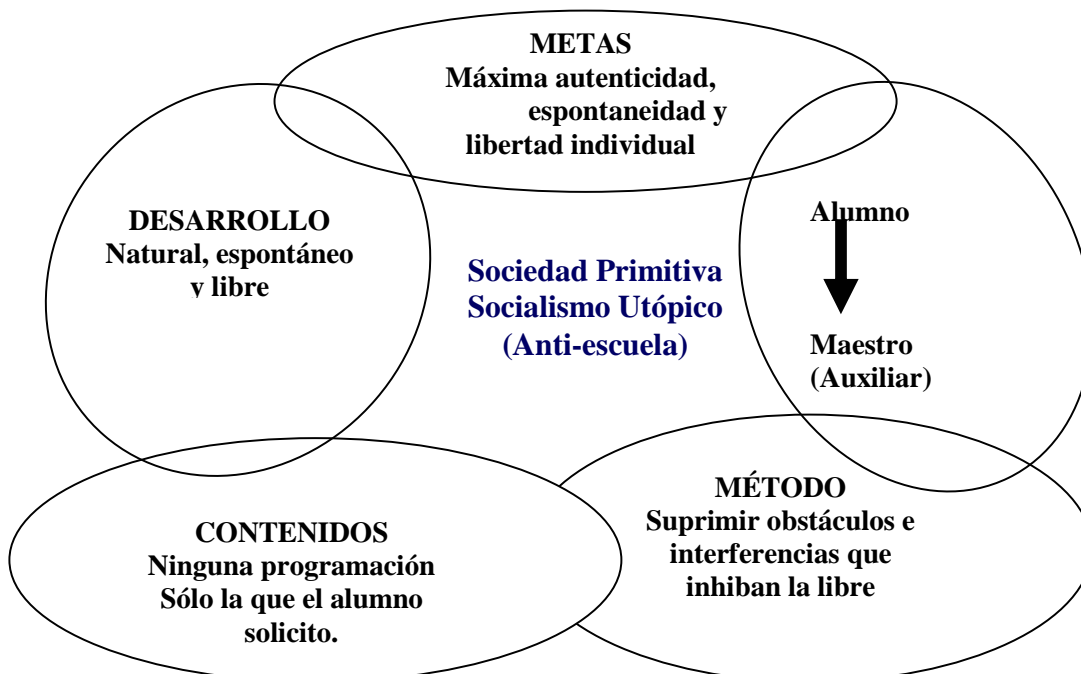 METAS
Máxima autenticidad,
espontaneidad y
libertad individual
DESARROLLO
Natural, espontáneo
y libre
Sociedad Primitiva
Socialismo Utópico
(Anti-escuela)
Alumno
Maestro
(Auxiliar)
CONTENIDOS
Ninguna programación
Sólo la que el alumno
solicito.
MÉTODO
Suprimir obstáculos e
interferencias que
inhiban la libre